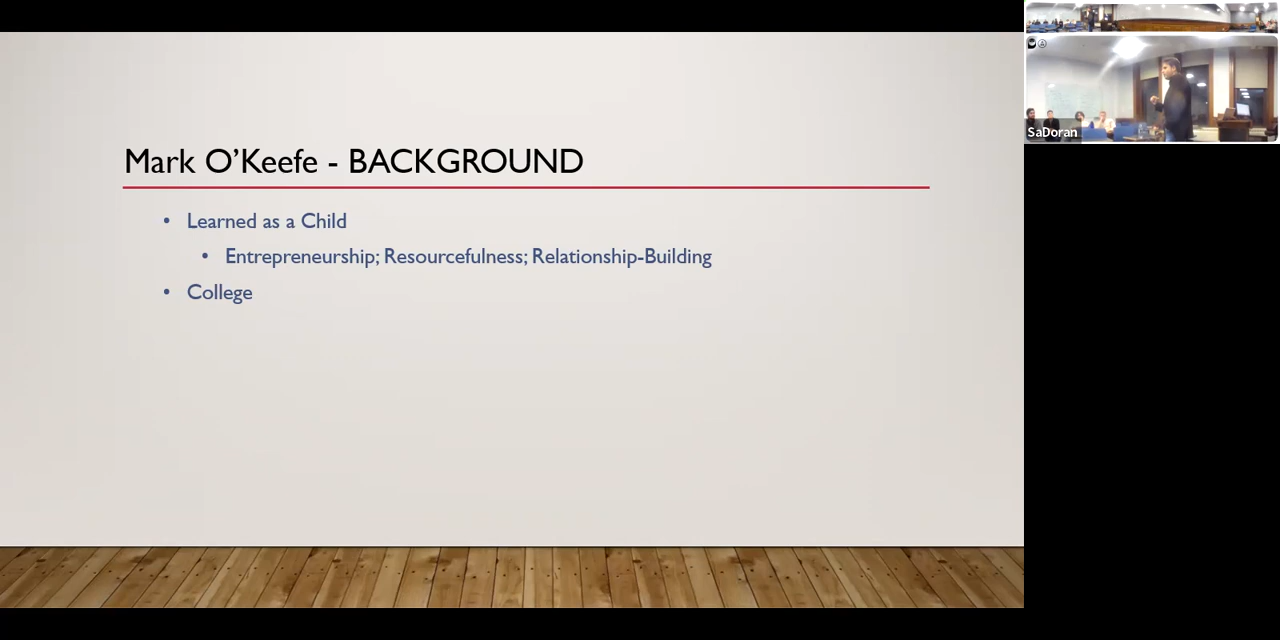 Mark O’Keefe - BACKGROUND
• Learned as a Child
• Entrepreneurship; Resourcefulness; Relationship-Building
• College
SaDoran